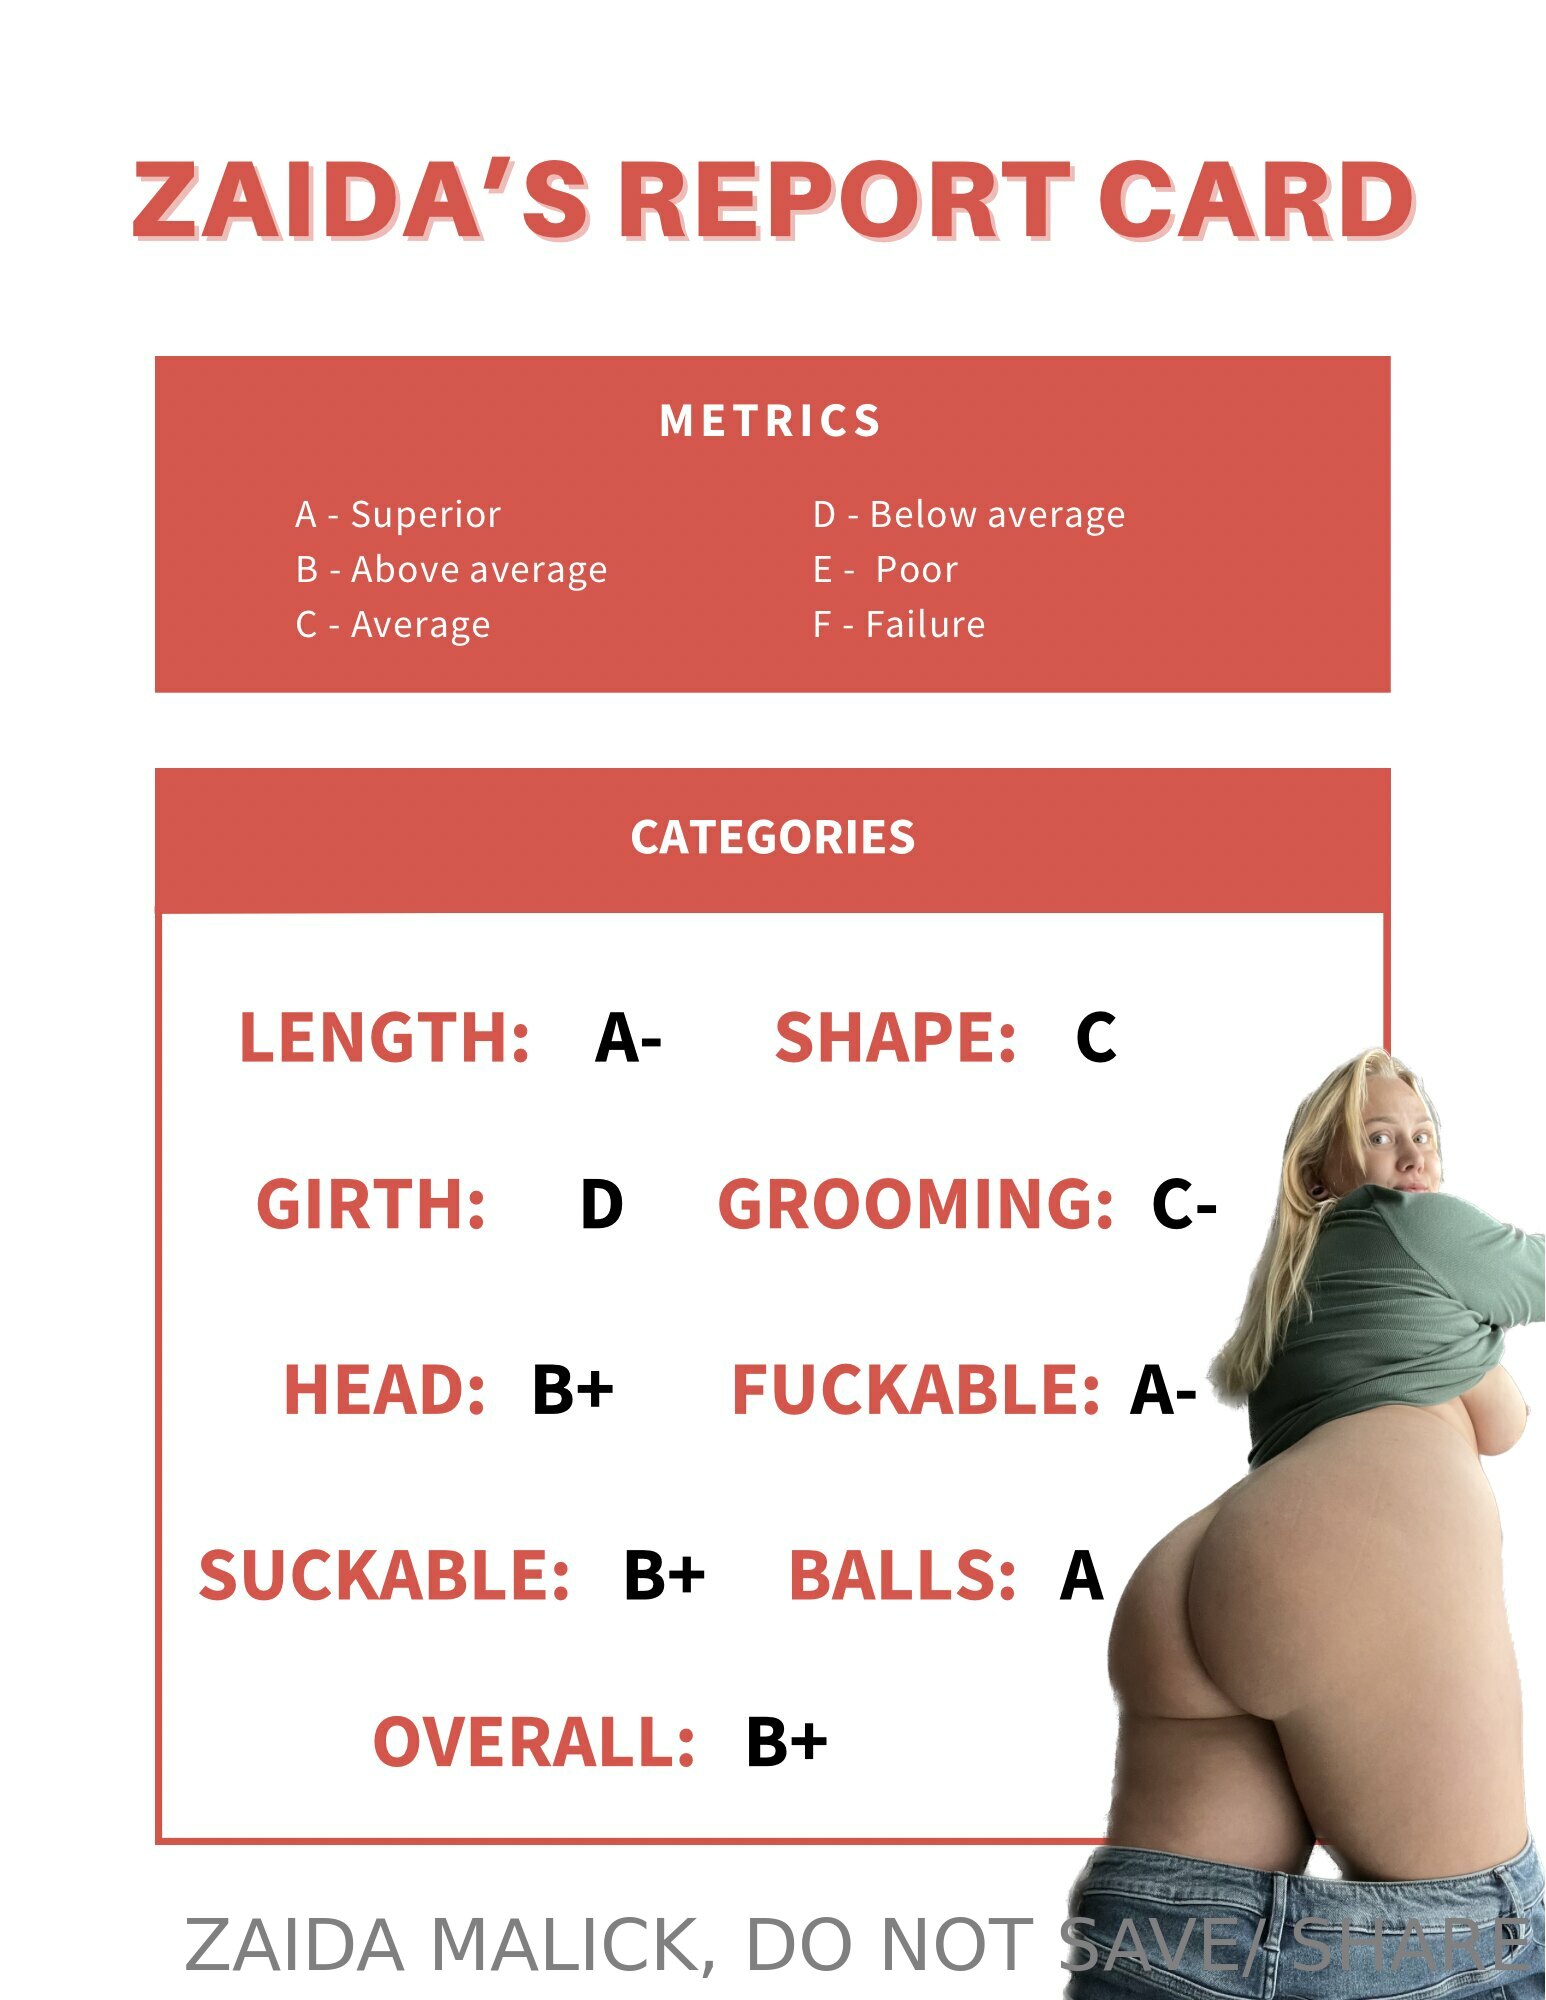 ZAIDA’S REPORT CARD
METRICS
A - Superior
B - Above average
C - Average
D - Below average
E -  Poor
F - Failure
CATEGORIES
LENGTH: A- SHAPE: C
GIRTH: D GROOMING: C-
HEAD: B+ FUCKABLE: A-
SUCKABLE: B+ BALLS: A
OVERALL: B+
ZAIDA MALICK, DO NOT SAVE/ SHARE